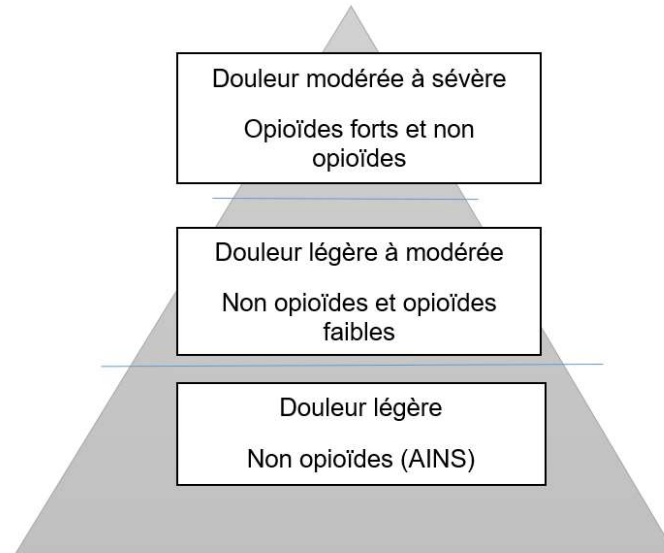 Douleur modérée à sévère
Opioïdes forts et non
opioïdes
Douleur légère à modérée
Non opioïdes et opioïdes
faibles
Douleur légère
Non opioïdes (AINS)